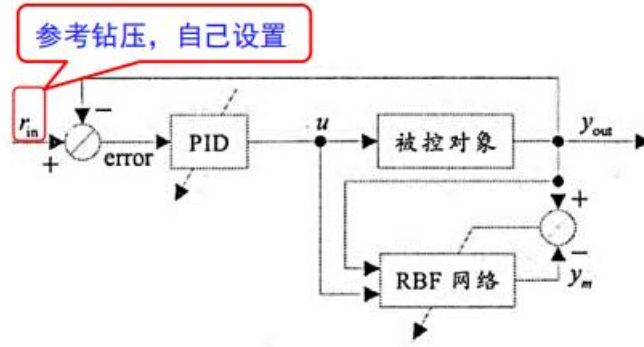 参考钻压，自己设置
r_in
+
−
error
PID
u
被控对象
y_out
+
−
RBF 网络
y_m